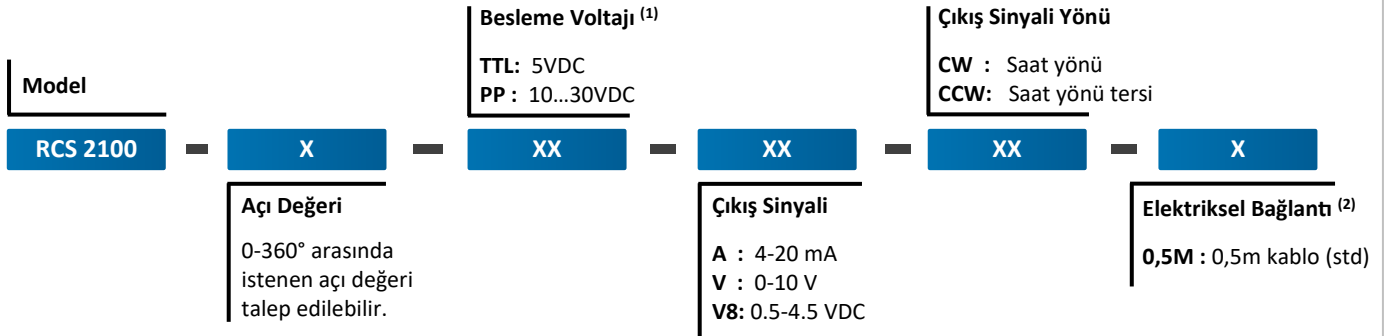 Besleme Voltajı (1)
TTL: 5VDC
PP : 10...30VDC
Çıkış Sinyali Yönü
CW : Saat yönü
CCW: Saat yönü tersi
Model
RCS 2100 – X – XX – XX – XX – X
Açı Değeri
0-360° arasında
istenen açı değeri
talep edilebilir.
Çıkış Sinyali
A : 4-20 mA
V : 0-10 V
V8: 0.5-4.5 VDC
Elektriksel Bağlantı (2)
0,5M : 0,5m kablo (std)